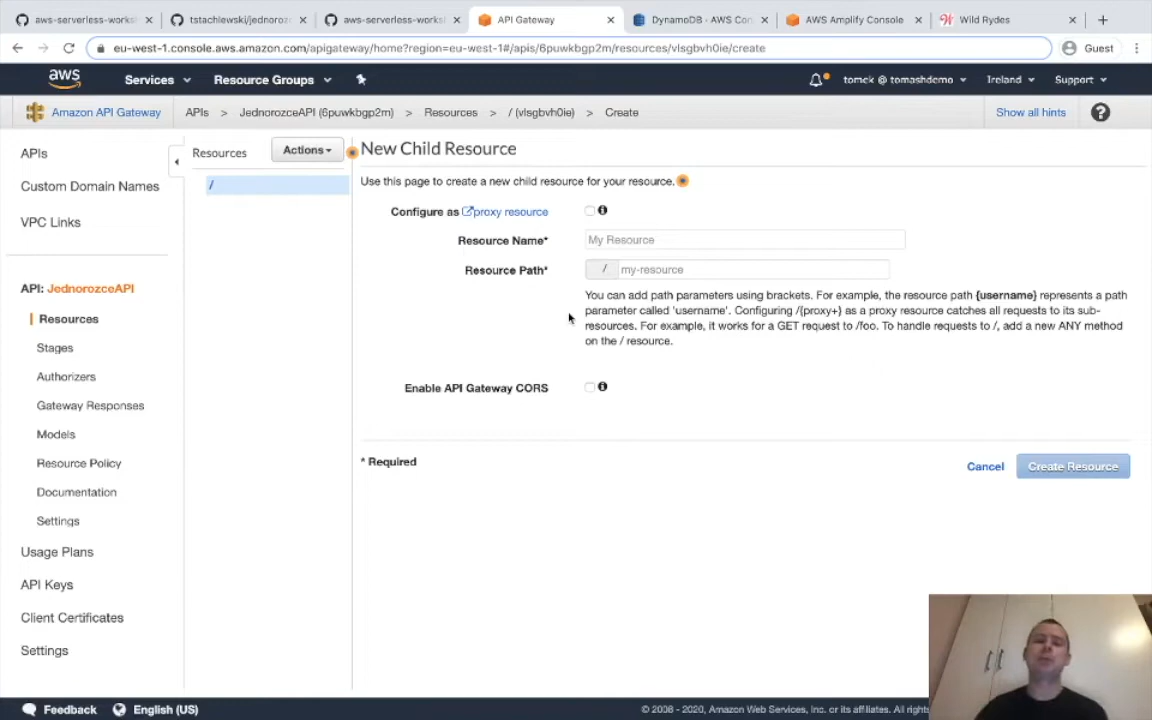 aws-serverless-works
tstachlewski/jednoroz
aws-serverless-works
API Gateway
DynamoDB · AWS Con
AWS Amplify Console
Wild Rydes
eu-west-1.console.aws.amazon.com/apigateway/home?region=eu-west-1#/apis/6puwkbgp2m/resources/vlsgbvh0ie/create
Guest
aws
Services
Resource Groups
tomek @ tomashdemo
Ireland
Support
Amazon API Gateway
APIs > JednorozceAPI (6puwkbgp2m) > Resources > / (vlsgbvh0ie) > Create
Show all hints
?
APIs
Custom Domain Names
VPC Links
API: JednorozceAPI
Resources
Stages
Authorizers
Gateway Responses
Models
Resource Policy
Documentation
Settings
Usage Plans
API Keys
Client Certificates
Settings
Resources
Actions
/
New Child Resource
Use this page to create a new child resource for your resource.
Configure as proxy resource
Resource Name*
My Resource
Resource Path*
/ my-resource
You can add path parameters using brackets. For example, the resource path {username} represents a path
parameter called 'username'. Configuring /{proxy+} as a proxy resource catches all requests to its sub-
resources. For example, it works for a GET request to /foo. To handle requests to /, add a new ANY method
on the / resource.
Enable API Gateway CORS
* Required
Cancel
Create Resource
Feedback
English (US)
© 2008 - 2020, Amazon Web Services, Inc. or its affiliates. All rights